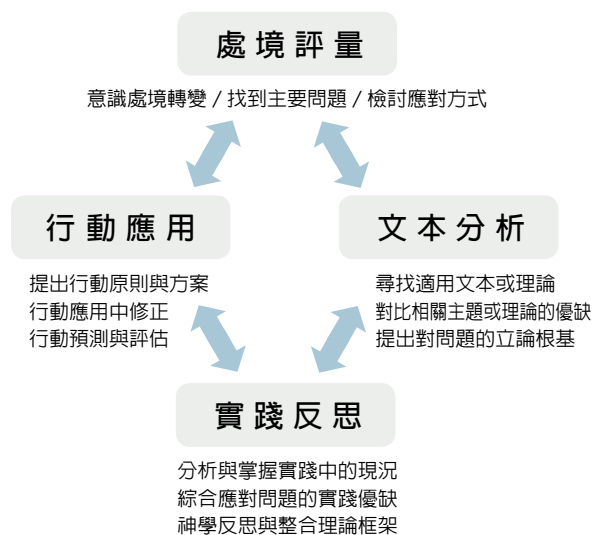 處境評量
意識處境轉變 / 找到主要問題 / 檢討應對方式
行動應用
提出行動原則與方案
行動應用中修正
行動預測與評估
文本分析
尋找適用文本或理論
對比相關主題或理論的優缺
提出對問題的立論根基
實踐反思
分析與掌握實踐中的現況
綜合應對問題的實踐優缺
神學反思與整合理論框架